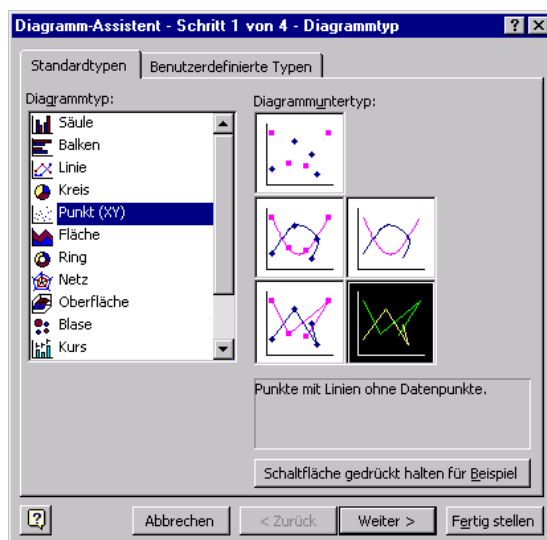 Diagramm-Assistent - Schritt 1 von 4 - Diagrammtyp
Standardtypen
Benutzerdefinierte Typen
Diagrammtyp:
Säule
Balken
Linie
Kreis
Punkt (XY)
Fläche
Ring
Netz
Oberfläche
Blase
Kurs
Diagrammuntertyp:
Punkte mit Linien ohne Datenpunkte.
Schaltfläche gedrückt halten für Beispiel
Abbrechen
< Zurück
Weiter >
Fertig stellen